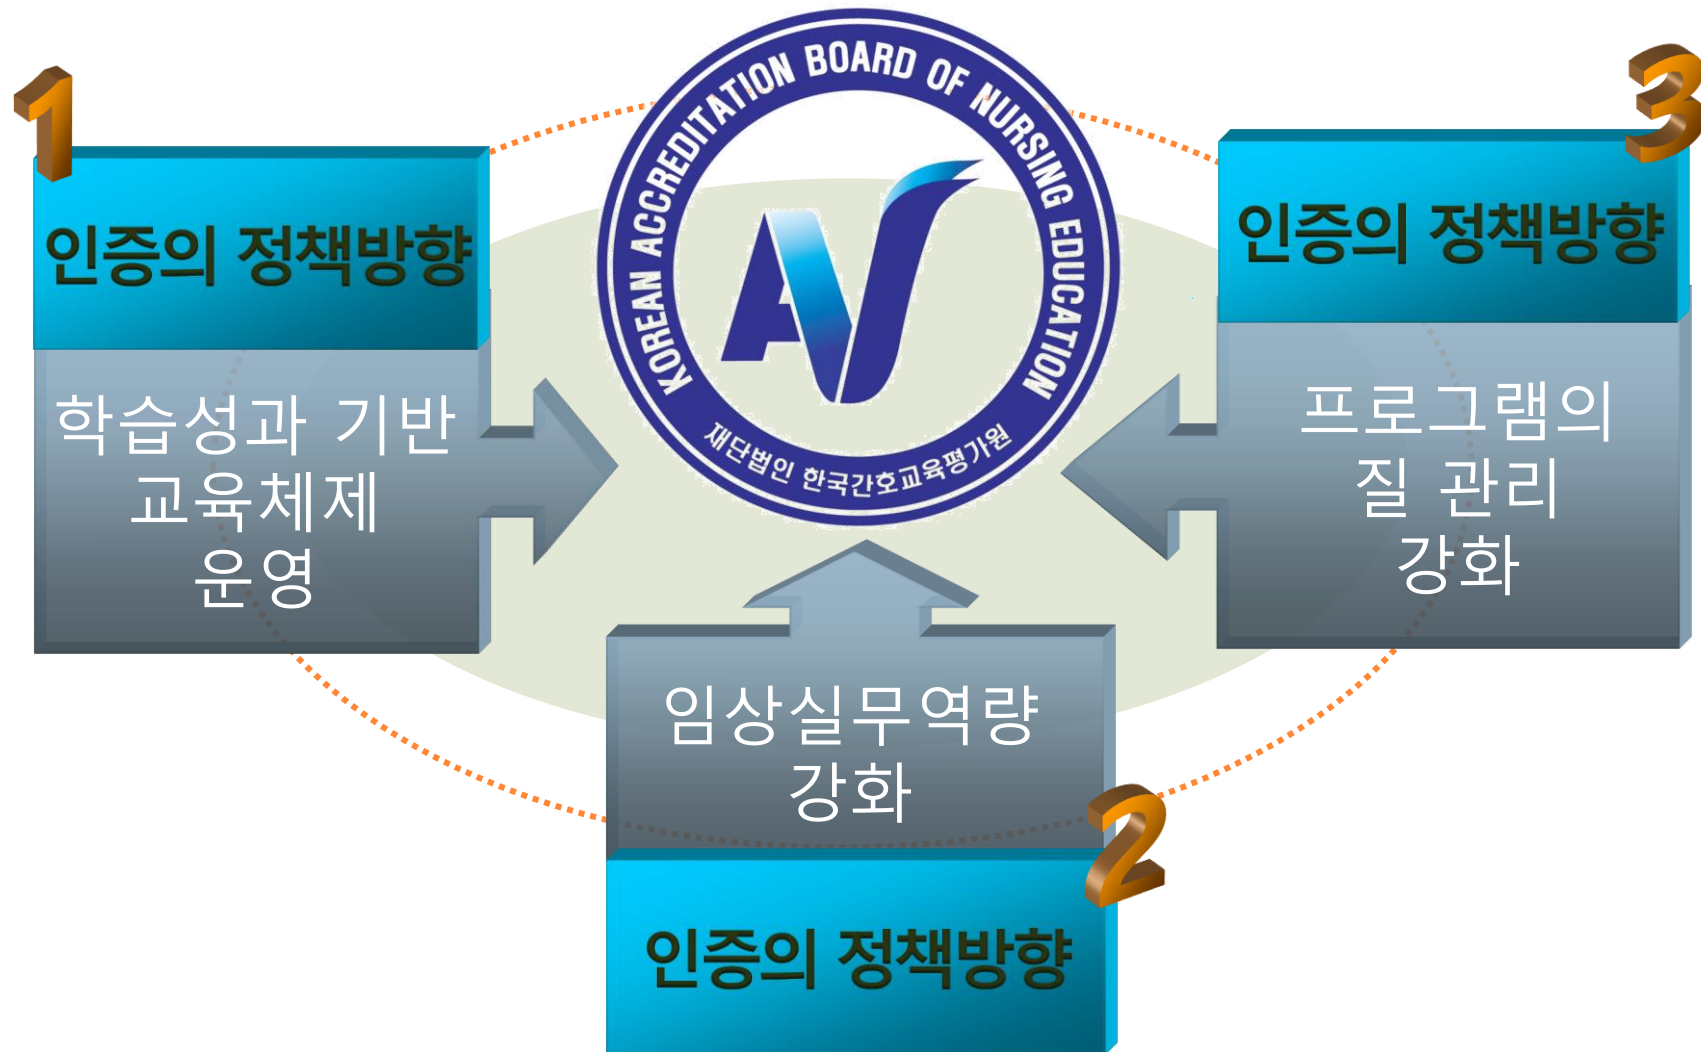 1
인증의 정책방향
학습성과 기반
교육체제
운영
KOREAN ACCREDITATION BOARD OF NURSING EDUCATION
재단법인 한국간호교육평가원
3
인증의 정책방향
프로그램의
질 관리
강화
임상실무역량
강화
2
인증의 정책방향